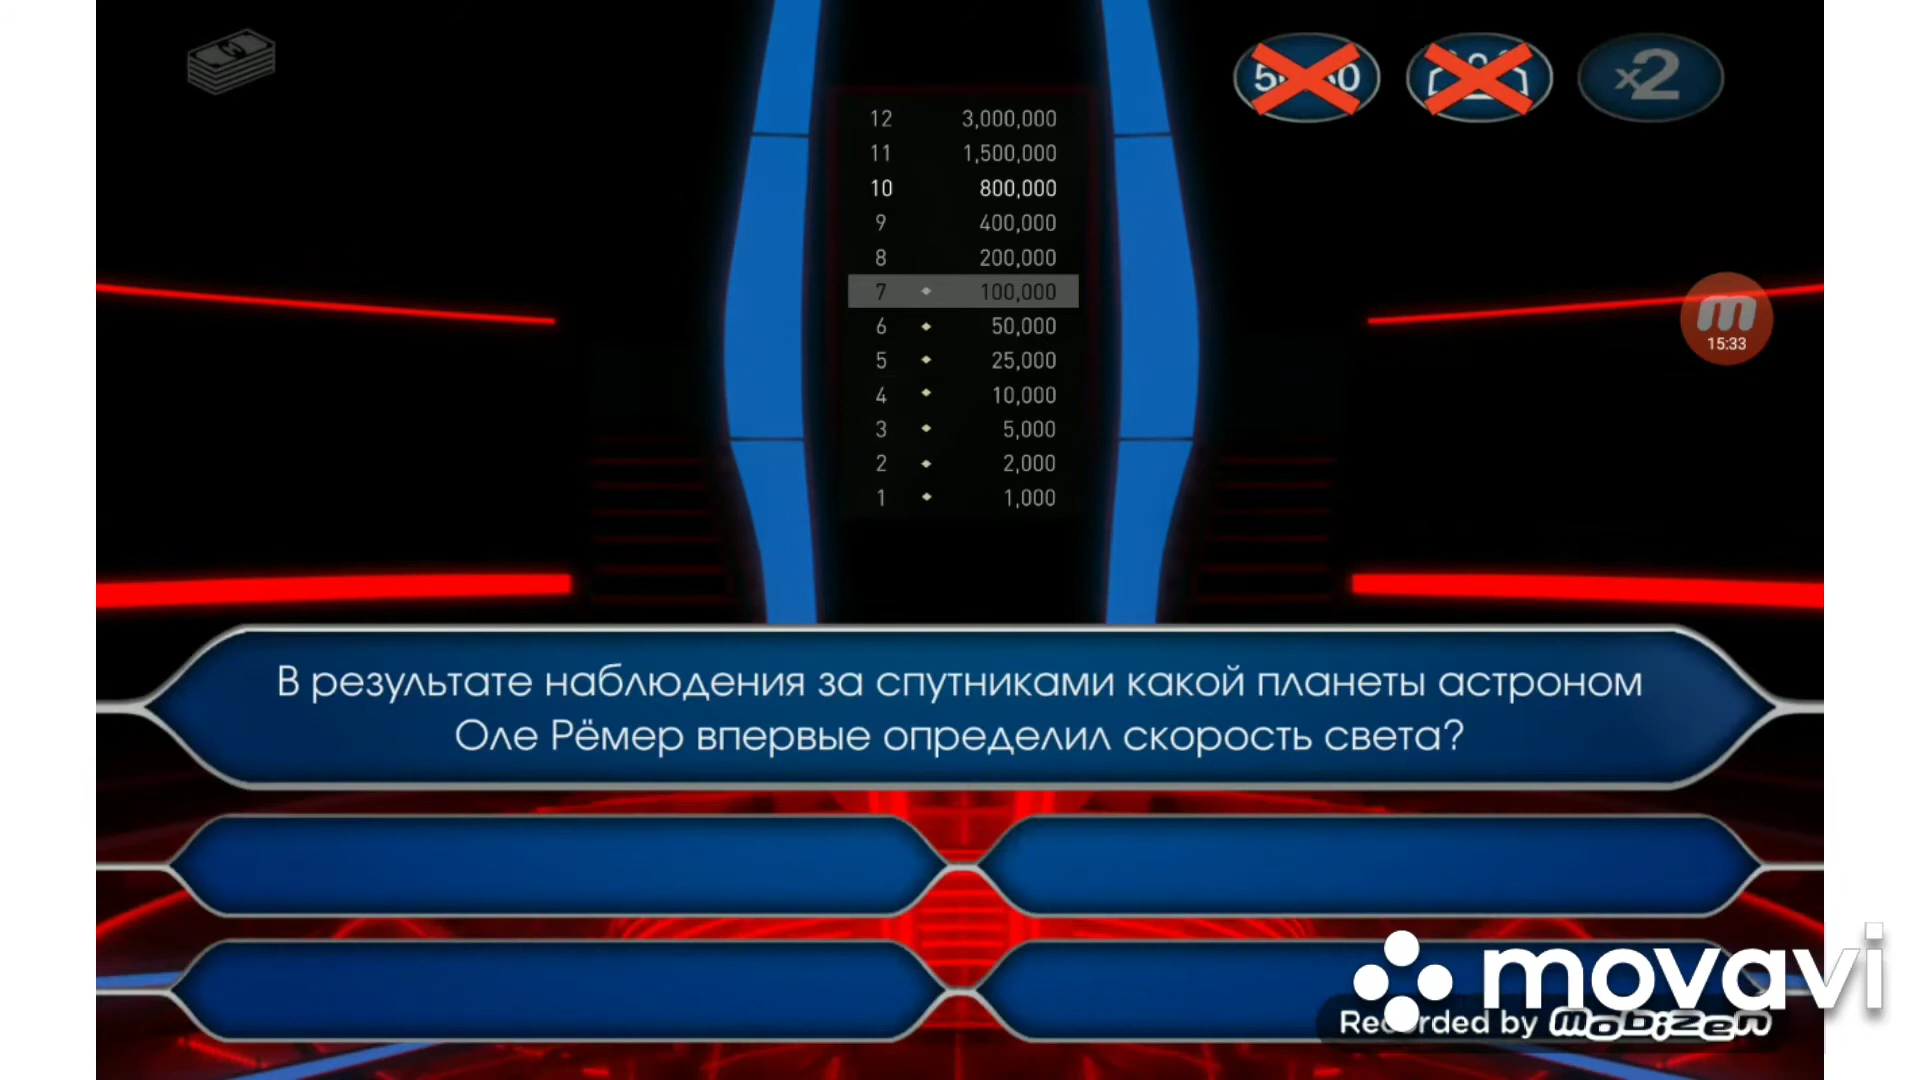 50:50
x2
12 3,000,000
11 1,500,000
10 800,000
9 400,000
8 200,000
7 100,000
6 50,000
5 25,000
4 10,000
3 5,000
2 2,000
1 1,000
m
15:33
В результате наблюдения за спутниками какой планеты астроном
Оле Рёмер впервые определил скорость света?
movavi
Recorded by Mobizen